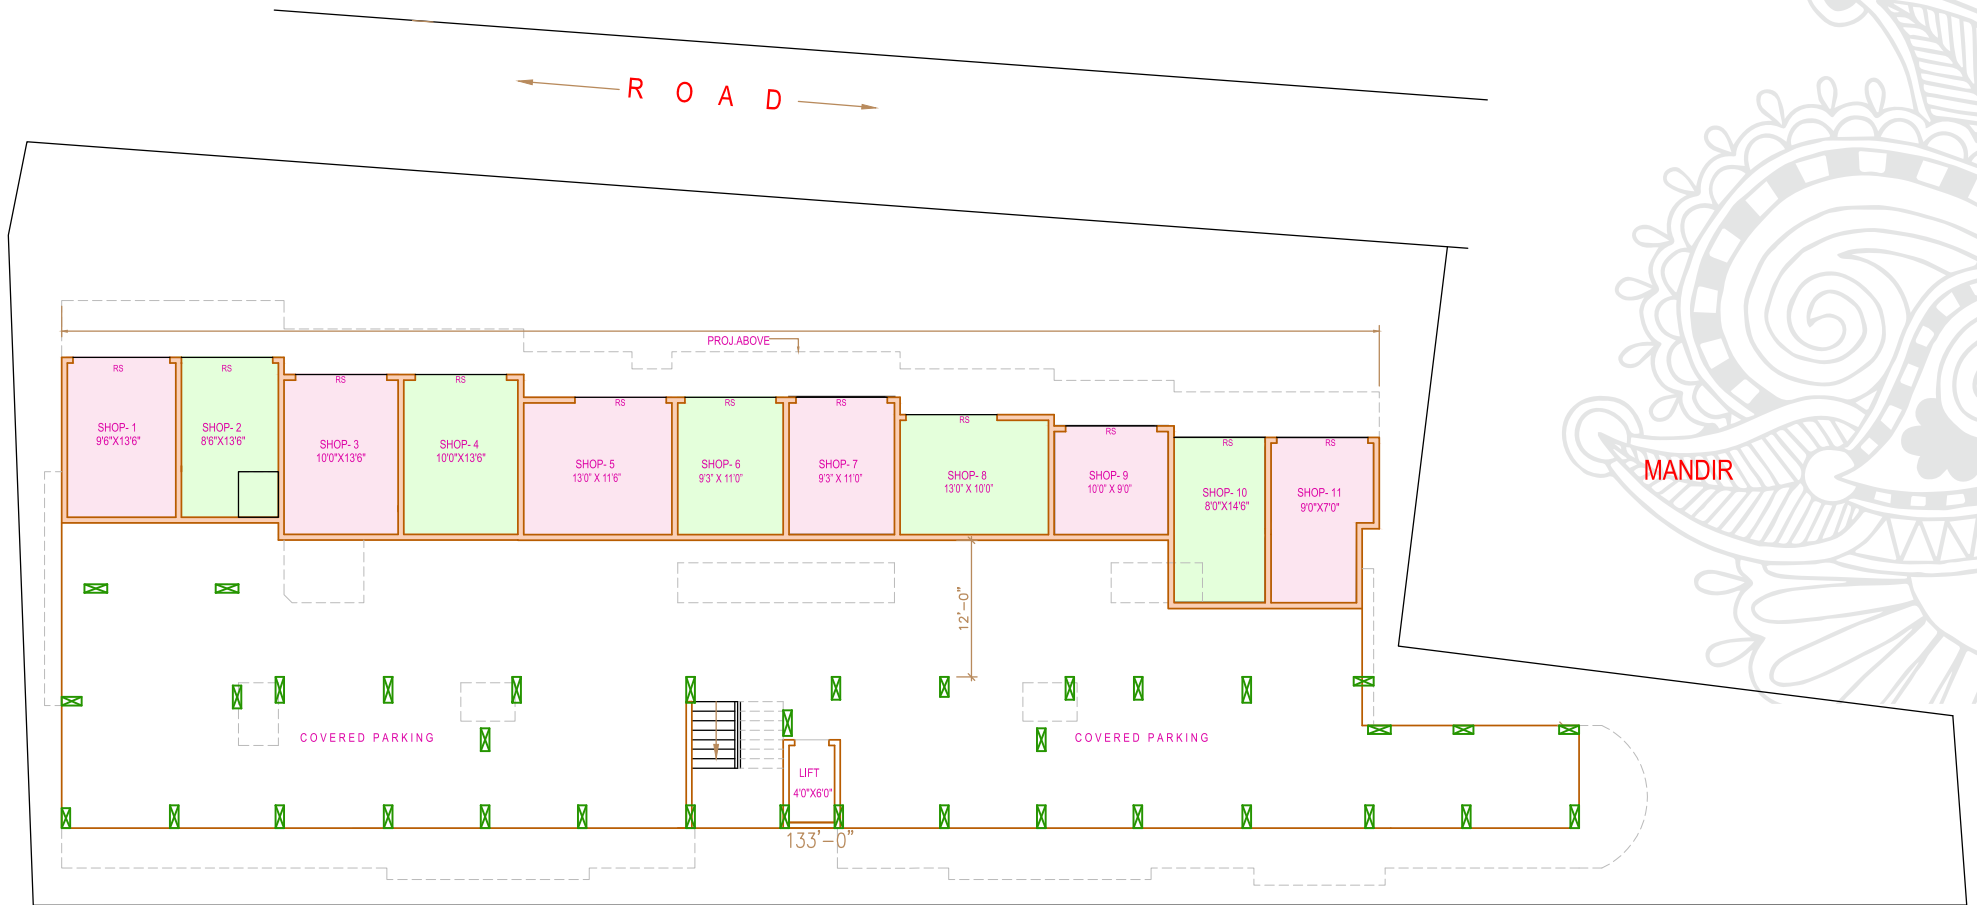 R O A D
PROJ.ABOVE
RS
RS
RS
RS
RS
RS
RS
RS
RS
RS
RS
SHOP- 1
9'6"X13'6"
SHOP- 2
8'6"X13'6"
SHOP- 3
10'0"X13'6"
SHOP- 4
10'0"X13'6"
SHOP- 5
13'0" X 11'6"
SHOP- 6
9'3" X 11'0"
SHOP- 7
9'3" X 11'0"
SHOP- 8
13'0" X 10'0"
SHOP- 9
10'0" X 9'0"
SHOP- 10
8'0"X14'6"
SHOP- 11
9'0"X7'0"
MANDIR
12'-0"
COVERED PARKING
COVERED PARKING
LIFT
4'0"X6'0"
133'-0"